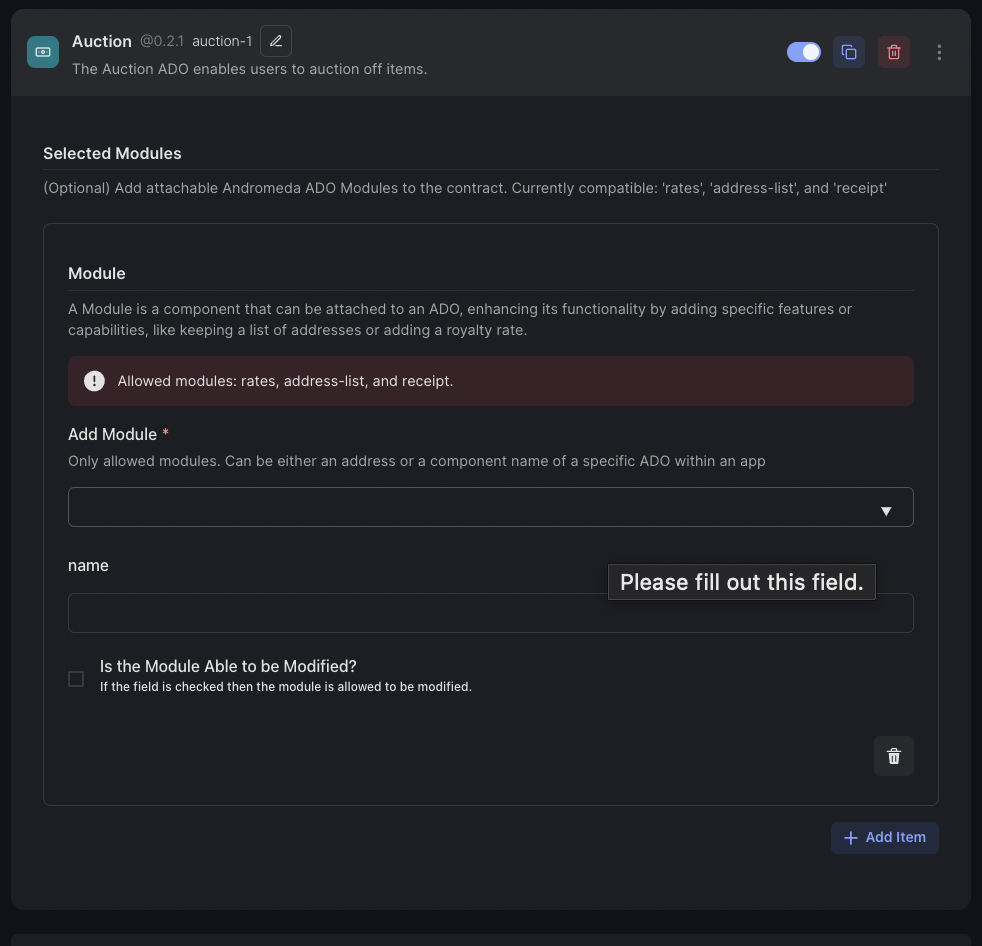 Auction @0.2.1 auction-1
The Auction ADO enables users to auction off items.
Selected Modules
(Optional) Add attachable Andromeda ADO Modules to the contract. Currently compatible: 'rates', 'address-list', and 'receipt'
Module
A Module is a component that can be attached to an ADO, enhancing its functionality by adding specific features or
capabilities, like keeping a list of addresses or adding a royalty rate.
Allowed modules: rates, address-list, and receipt.
Add Module *
Only allowed modules. Can be either an address or a component name of a specific ADO within an app
name
Please fill out this field.
Is the Module Able to be Modified?
If the field is checked then the module is allowed to be modified.
Add Item